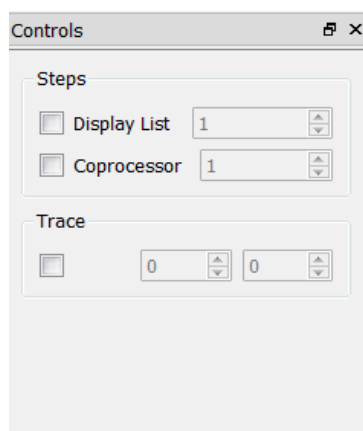 Controls
Steps
Display List 1
Coprocessor 1
Trace
0 0